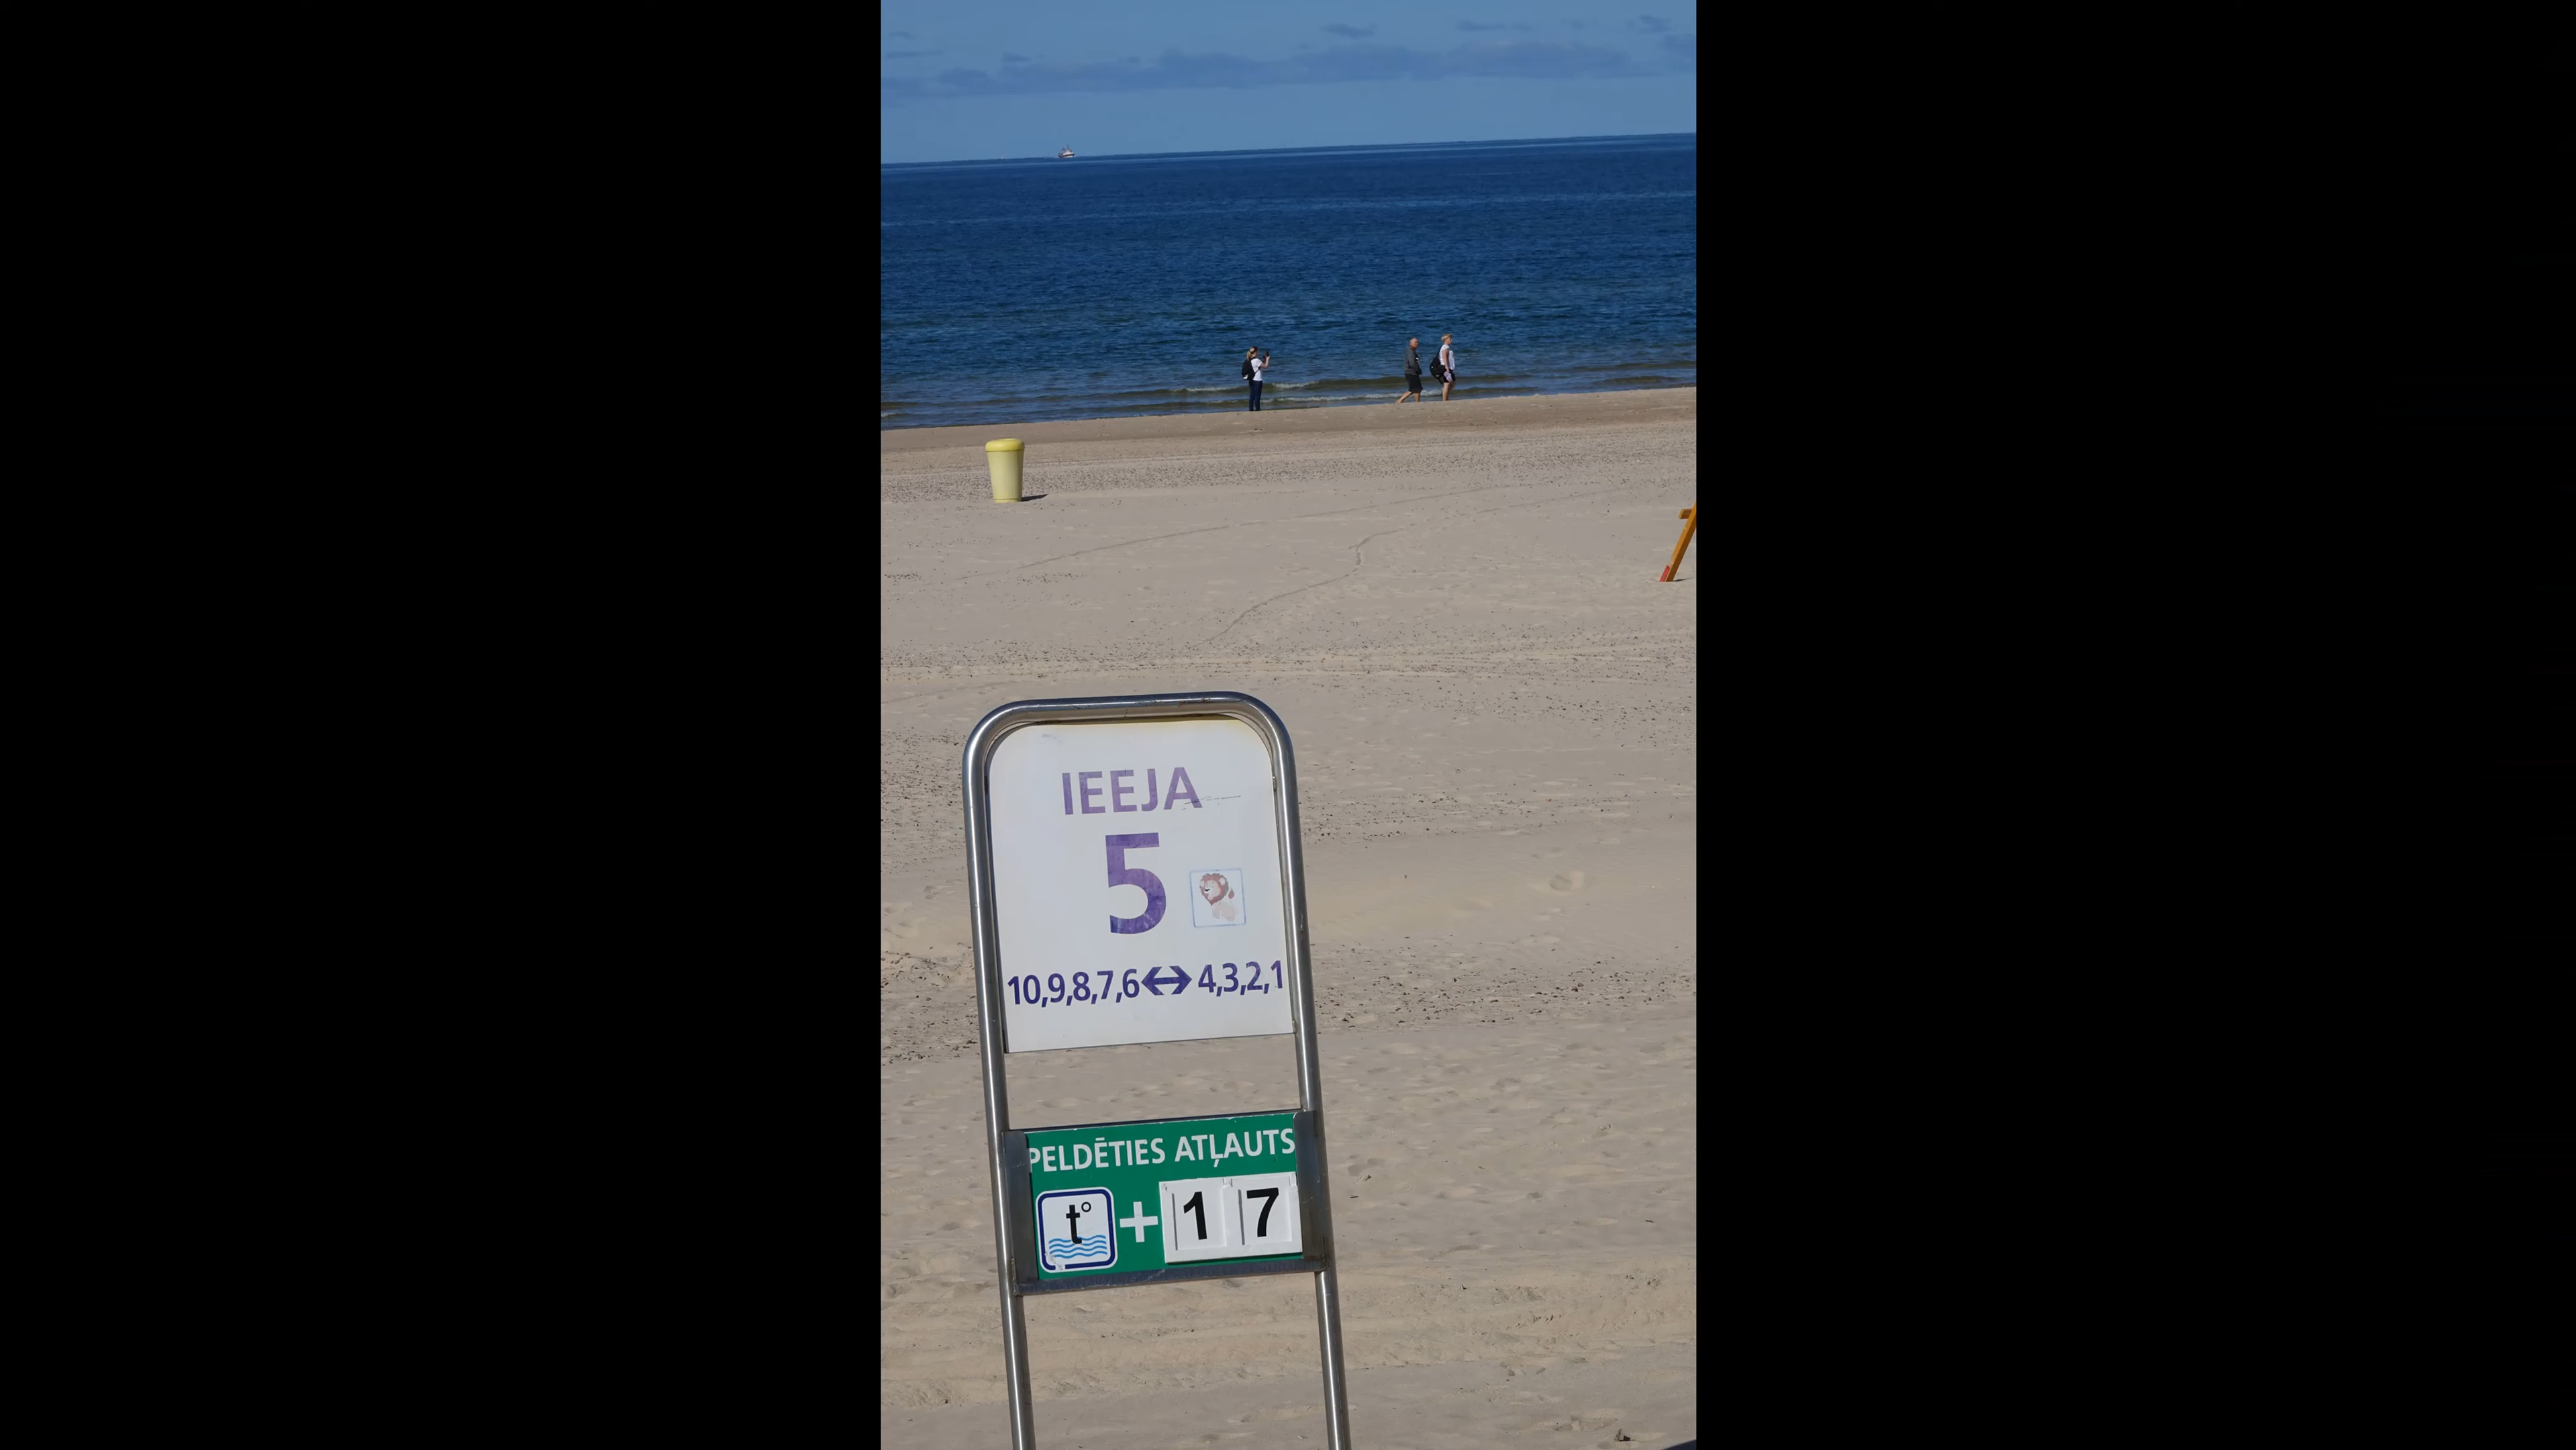 IEEJA
5
10,9,8,7,6↔4,3,2,1
PELDĒTIES ATĻAUTS
t° + 17